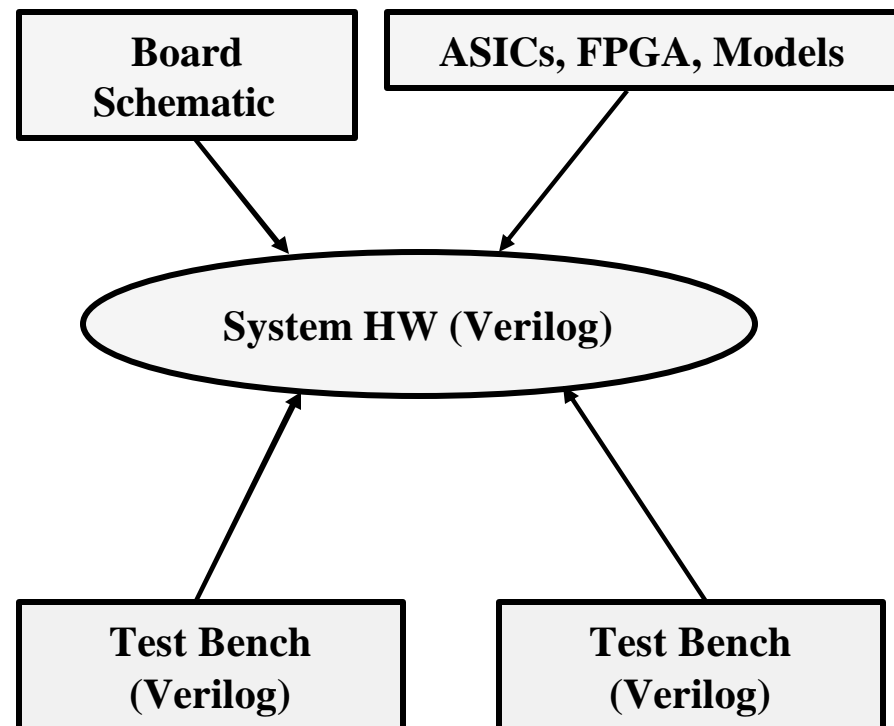 Board
Schematic
ASICs, FPGA, Models
System HW (Verilog)
Test Bench
(Verilog)
Test Bench
(Verilog)